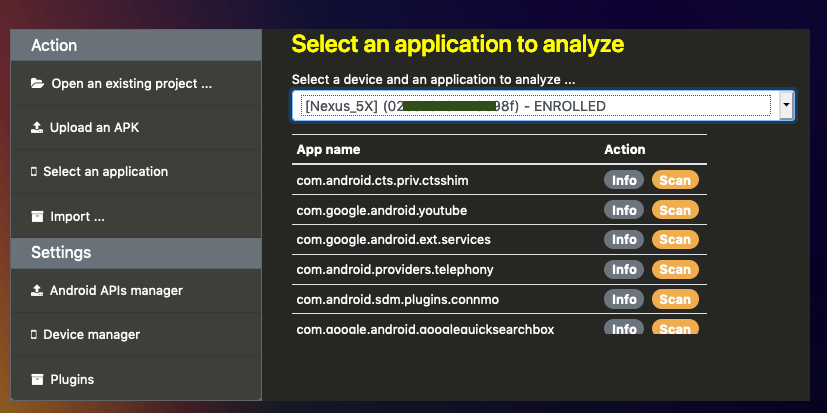 Action
Open an existing project ...
Upload an APK
Select an application
Import ...
Settings
Android APIs manager
Device manager
Plugins
Select an application to analyze
Select a device and an application to analyze ...
[Nexus_5X] (02 98f) - ENROLLED
App name Action
com.android.cts.priv.ctsshim Info Scan
com.google.android.youtube Info Scan
com.google.android.ext.services Info Scan
com.android.providers.telephony Info Scan
com.android.sdm.plugins.connmo Info Scan
com.google.android.googlequicksearchbox Info Scan